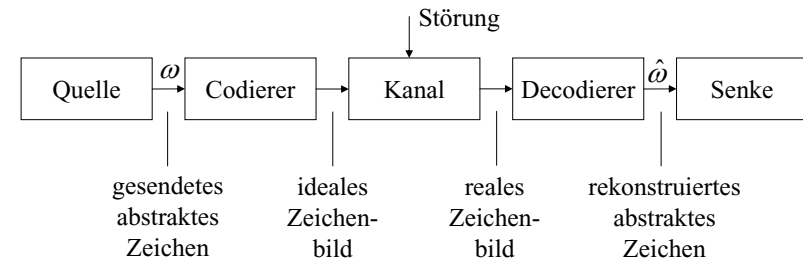 Störung
ω
ω̂
Quelle
Codierer
Kanal
Decodierer
Senke
gesendetes
abstraktes
Zeichen
ideales
Zeichen-
bild
reales
Zeichen-
bild
rekonstruiertes
abstraktes
Zeichen